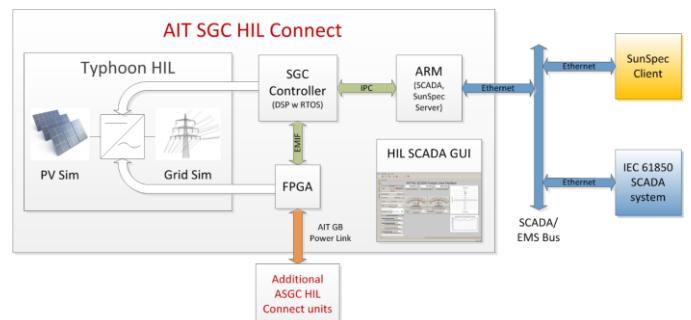 AIT SGC HIL Connect
Typhoon HIL
PV Sim
Grid Sim
SGC
Controller
(DSP w RTOS)
IPC
ARM
(SCADA,
SunSpec
Server)
Ethernet
EMIF
FPGA
HIL SCADA GUI
AIT GB
Power Link
Additional
ASGC HIL
Connect units
SCADA/
EMS Bus
Ethernet
SunSpec
Client
Ethernet
IEC 61850
SCADA
system